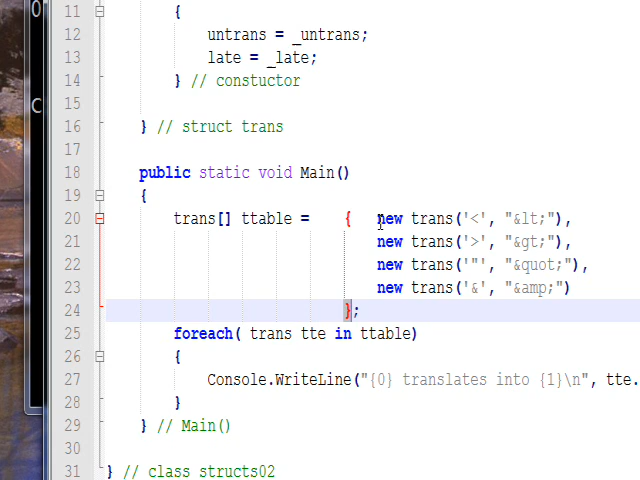 11 {
12 untrans = _untrans;
13 late = _late;
14 } // constuctor
15
16 } // struct trans
17
18 public static void Main()
19 {
20 trans[] ttable = { new trans('<', "&lt;"),
21 new trans('>', "&gt;"),
22 new trans('"', "&quot;"),
23 new trans('&', "&amp;")
24 };
25 foreach( trans tte in ttable)
26 {
27 Console.WriteLine("{0} translates into {1}\n", tte.
28 }
29 } // Main()
30
31 } // class structs02